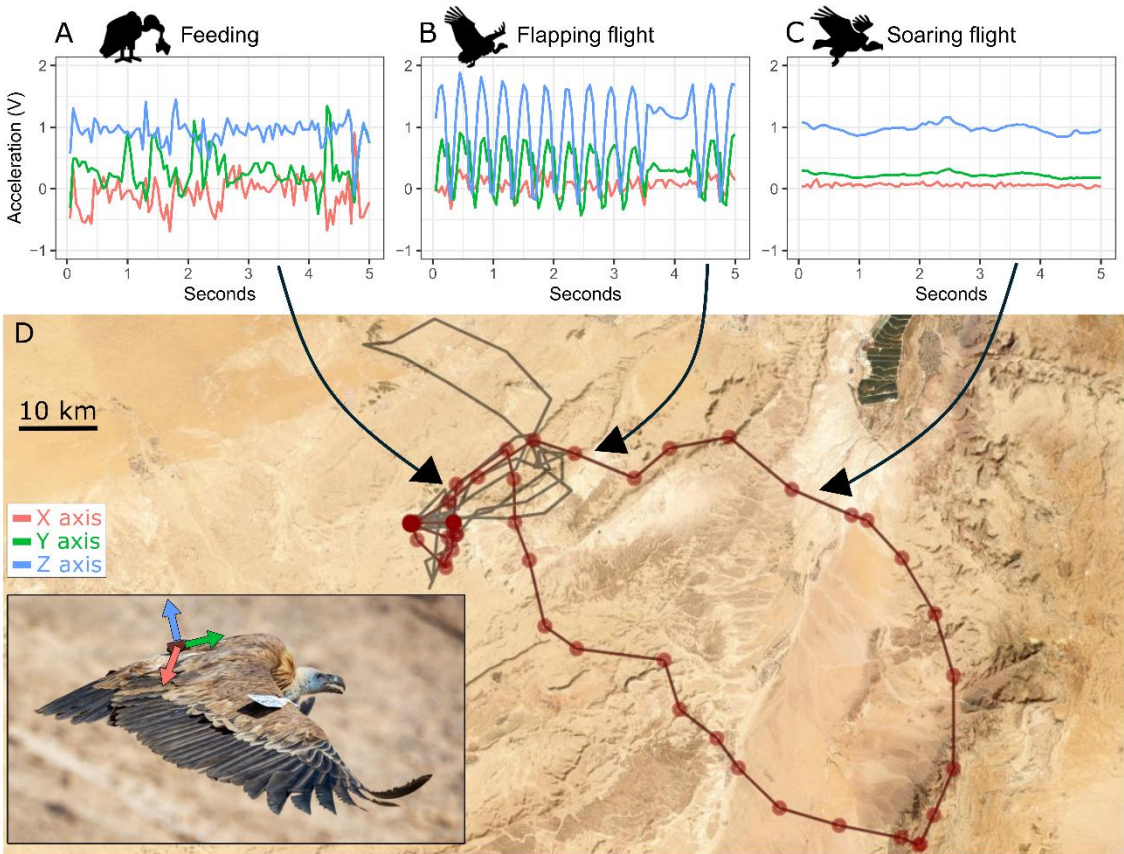 A Feeding B Flapping flight C Soaring flight
Acceleration (V)
2 2 2
1 1 1
0 0 0
−1 −1 −1
0 1 2 3 4 5 0 1 2 3 4 5 0 1 2 3 4 5
Seconds Seconds Seconds
D
10 km
X axis
Y axis
Z axis